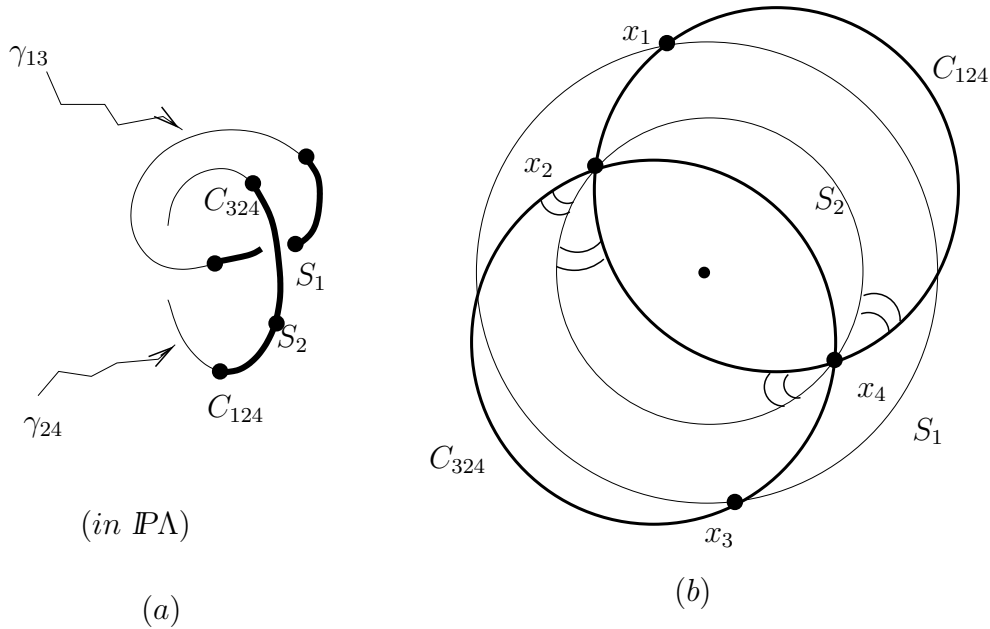 γ₁₃
C₃₂₄
S₁
S₂
C₁₂₄
γ₂₄
(in ℙΛ)
(a)
x₁
C₁₂₄
x₂
S₂
x₄
S₁
C₃₂₄
x₃
(b)